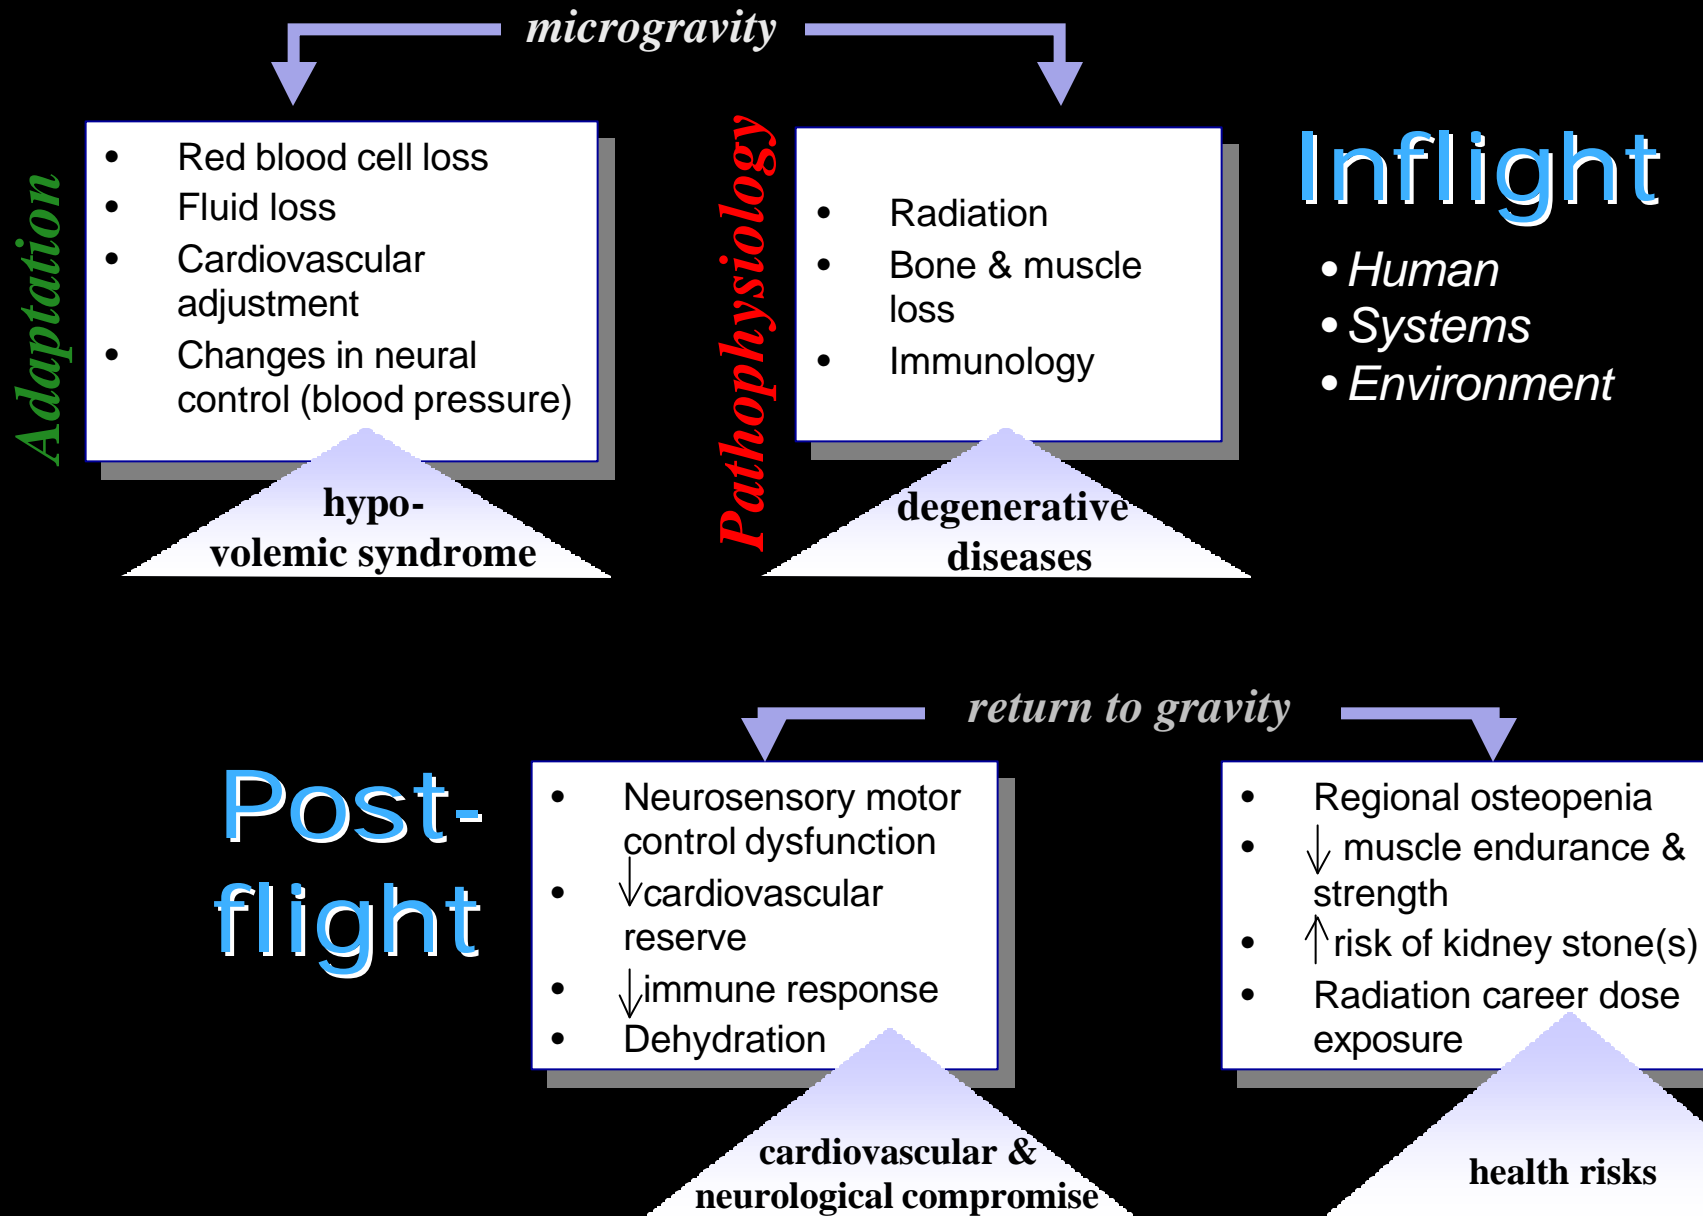 microgravity
Adaptation
• Red blood cell loss
• Fluid loss
• Cardiovascular
adjustment
• Changes in neural
control (blood pressure)
hypo-
volemic syndrome
Pathophysiology
• Radiation
• Bone & muscle
loss
• Immunology
degenerative
diseases
Inflight
• Human
• Systems
• Environment
return to gravity
Post-
flight
• Neurosensory motor
control dysfunction
• ↓cardiovascular
reserve
• ↓immune response
• Dehydration
cardiovascular &
neurological compromise
• Regional osteopenia
• ↓ muscle endurance &
strength
• ↑risk of kidney stone(s)
• Radiation career dose
exposure
health risks